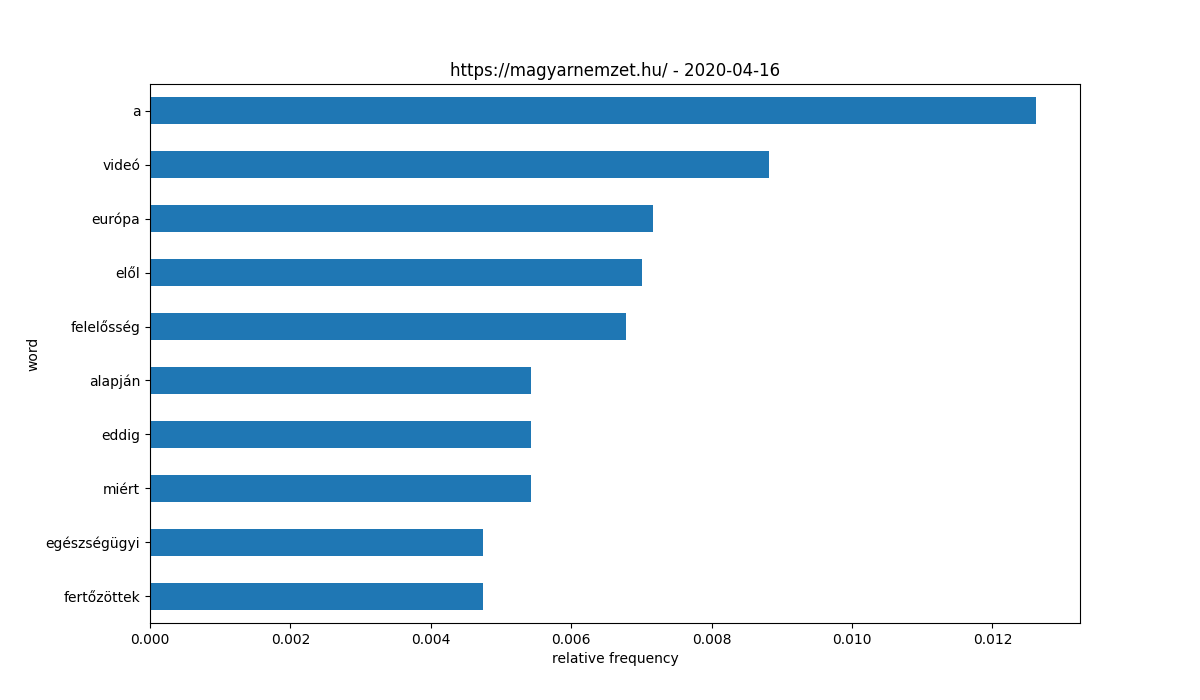 https://magyarnemzet.hu/ - 2020-04-16
a
videó
európa
elől
felelősség
alapján
eddig
miért
egészségügyi
fertőzöttek
word
0.000 0.002 0.004 0.006 0.008 0.010 0.012
relative frequency